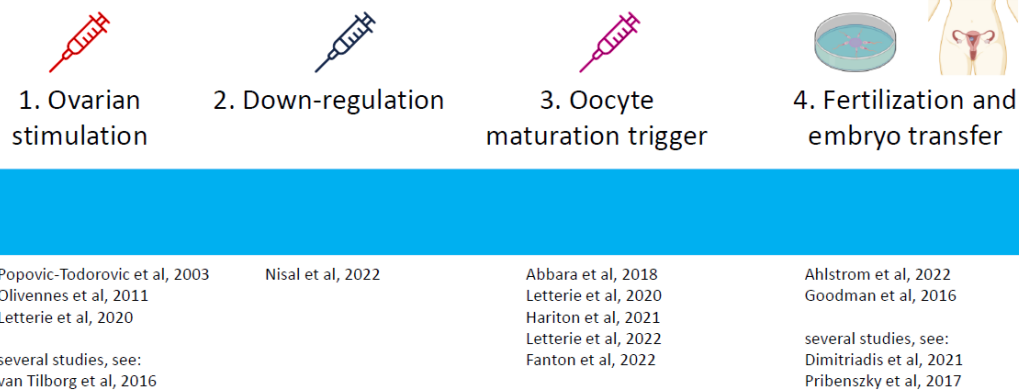 1. Ovarian
stimulation
2. Down-regulation
3. Oocyte
maturation trigger
4. Fertilization and
embryo transfer
Popovic-Todorovic et al, 2003
Olivennes et al, 2011
Letterie et al, 2020
several studies, see:
van Tilborg et al, 2016
Nisal et al, 2022
Abbara et al, 2018
Letterie et al, 2020
Hariton et al, 2021
Letterie et al, 2022
Fanton et al, 2022
Ahlstrom et al, 2022
Goodman et al, 2016
several studies, see:
Dimitriadis et al, 2021
Pribenszky et al, 2017